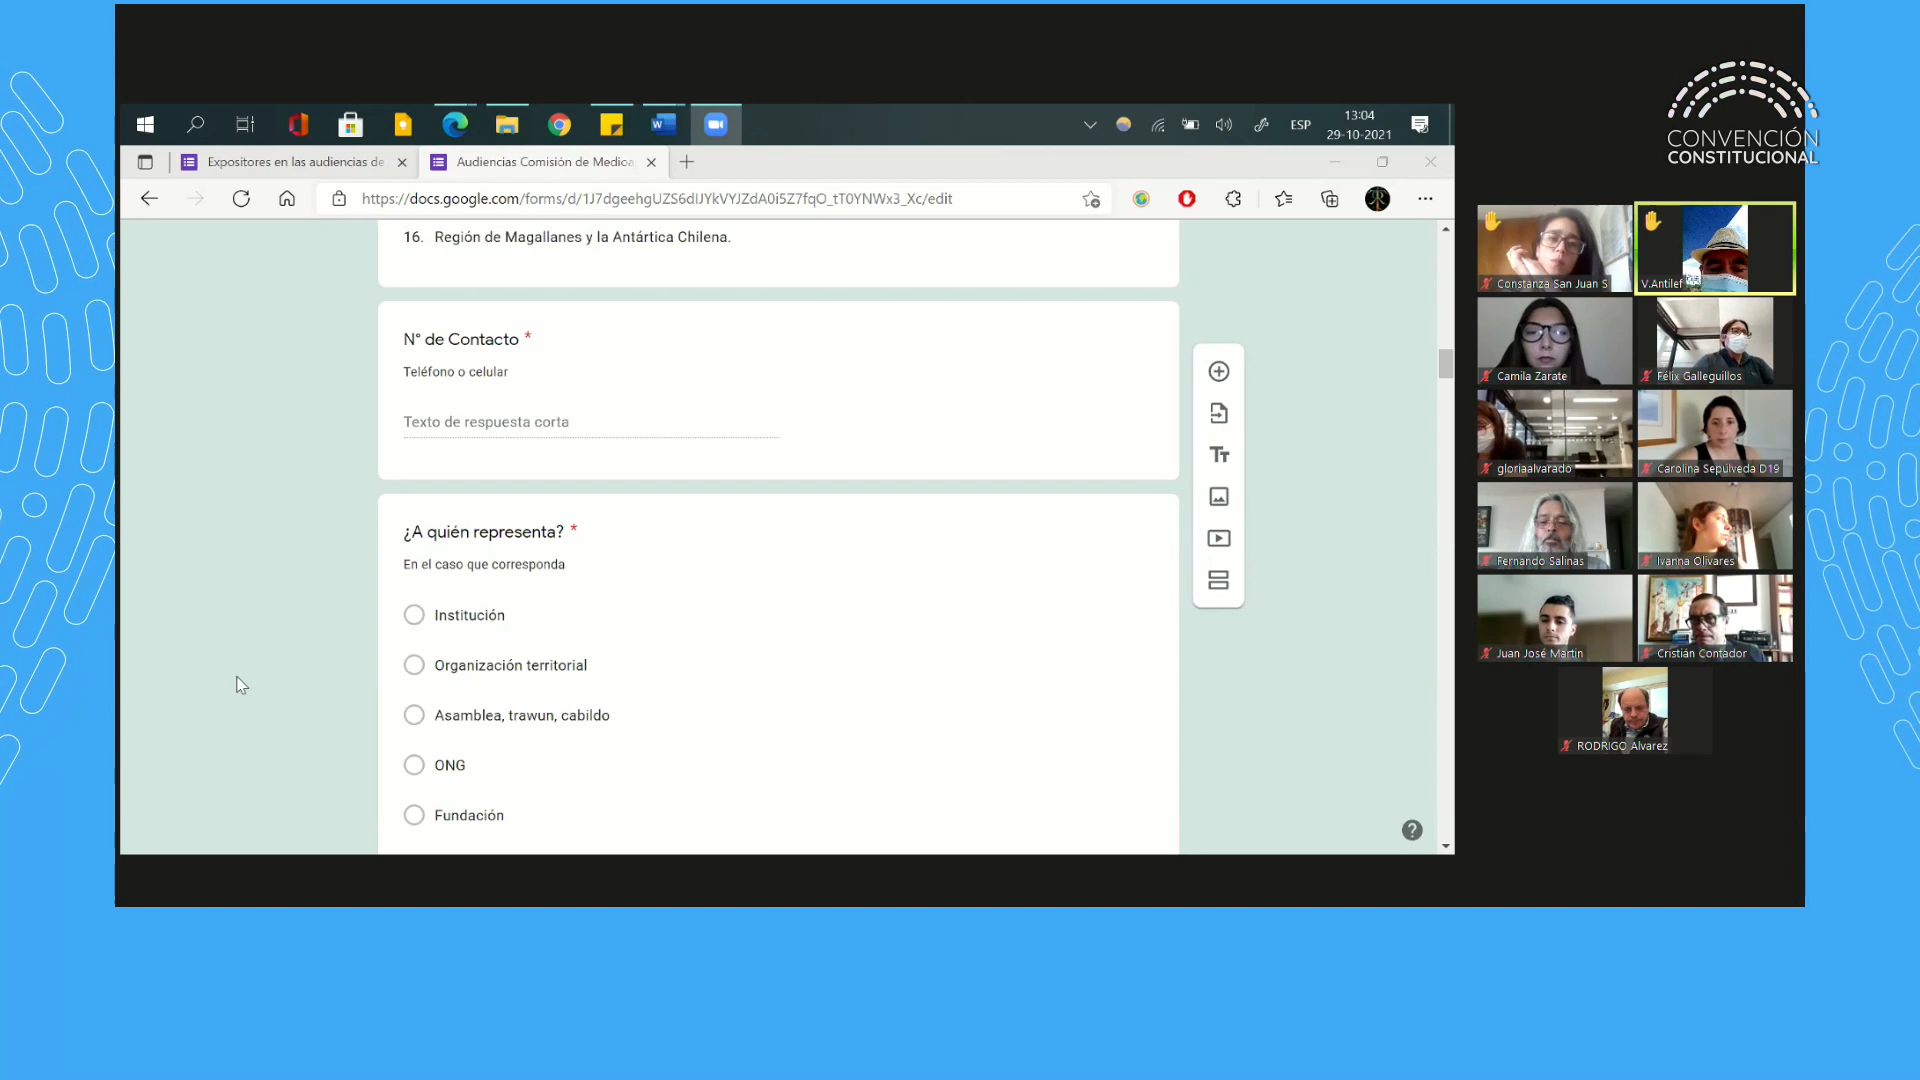 CONVENCIÓN
CONSTITUCIONAL
13:04
ESP
29-10-2021
Expositores en las audiencias de
Audiencias Comisión de Medioa
https://docs.google.com/forms/d/1J7dgeehgUZS6dIJYkVYJZdA0i5Z7fqO_tT0YNWx3_Xc/edit
16. Región de Magallanes y la Antártica Chilena.
N° de Contacto *
Teléfono o celular
Texto de respuesta corta
¿A quién representa? *
En el caso que corresponda
Institución
Organización territorial
Asamblea, trawun, cabildo
ONG
Fundación
Constanza San Juan S
V.Antilef
Camila Zarate
Félix Galleguillos
gloriaalvarado
Carolina Sepúlveda D19
Fernando Salinas
Ivanna Olivares
Juan José Martin
Cristián Contador
RODRIGO Alvarez